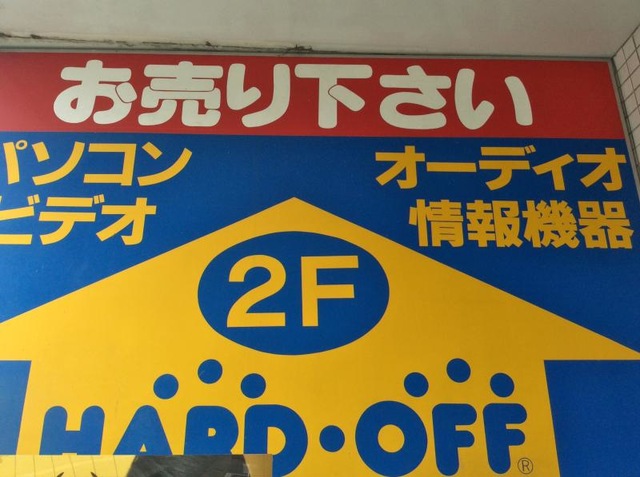 お売り下さい
パソコン
ビデオ
オーディオ
情報機器
2F
HARD・OFF®